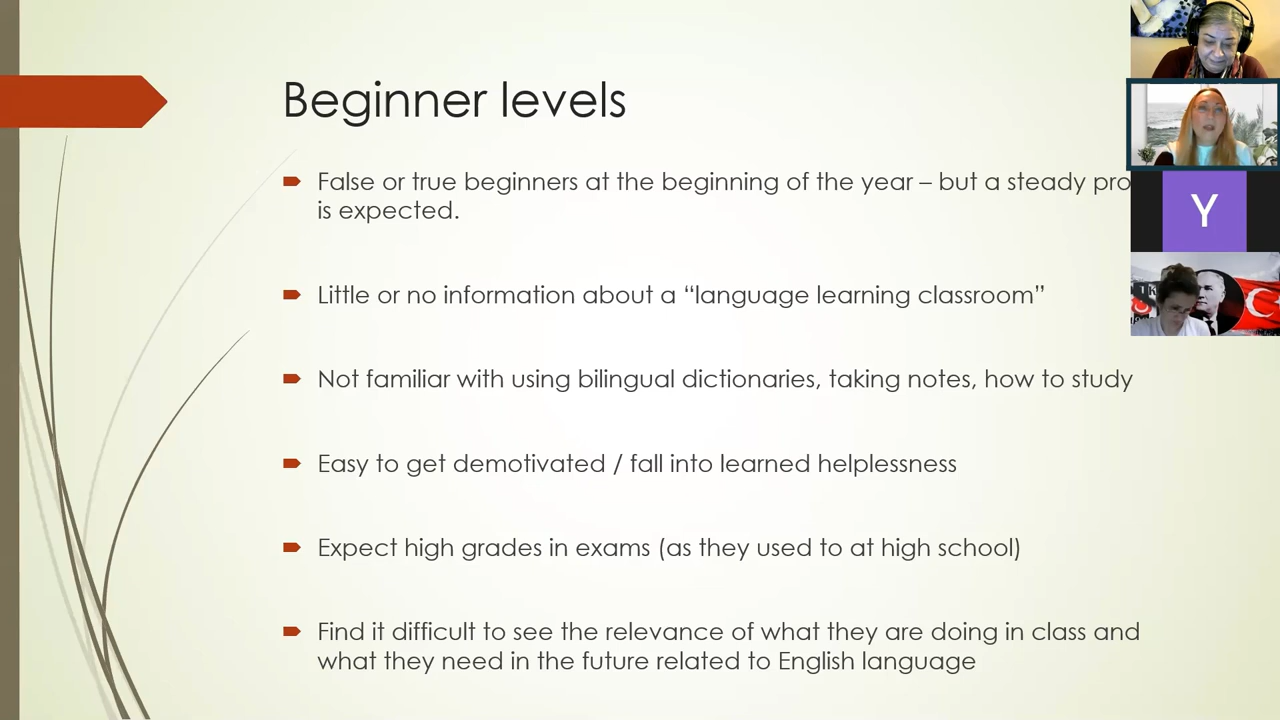 Beginner levels
False or true beginners at the beginning of the year – but a steady pro
is expected.
Little or no information about a “language learning classroom”
Not familiar with using bilingual dictionaries, taking notes, how to study
Easy to get demotivated / fall into learned helplessness
Expect high grades in exams (as they used to at high school)
Find it difficult to see the relevance of what they are doing in class and
what they need in the future related to English language
Y